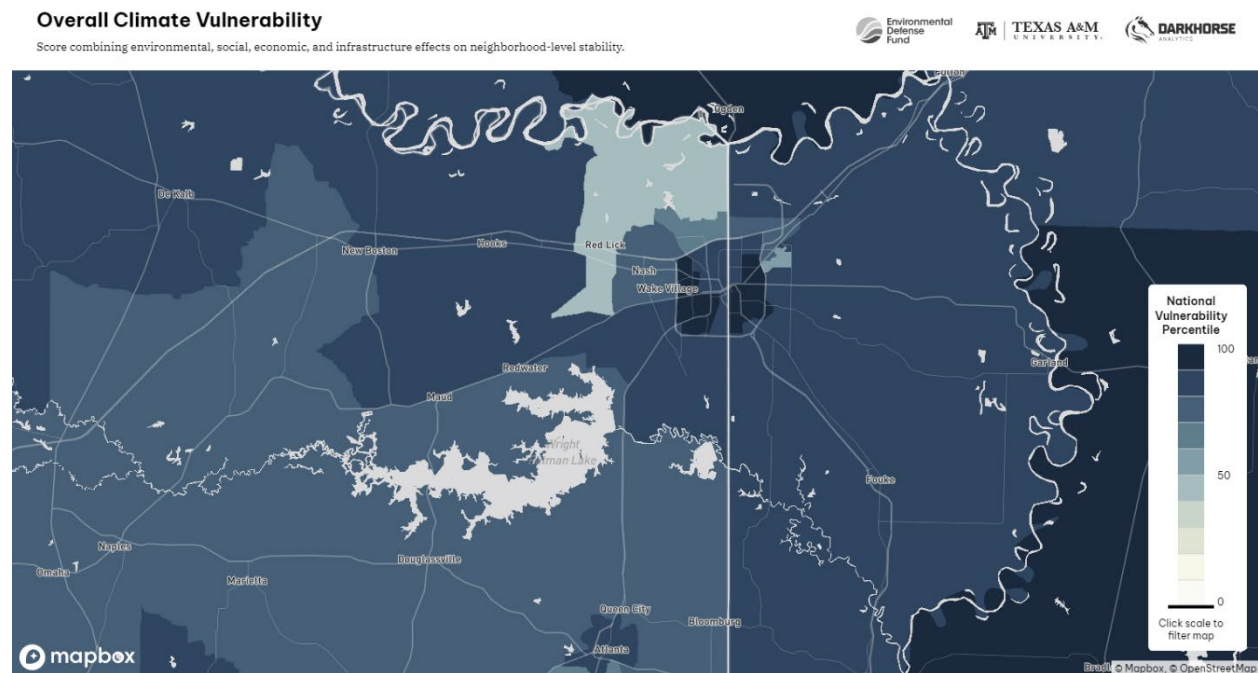 Overall Climate Vulnerability
Score combining environmental, social, economic, and infrastructure effects on neighborhood-level stability.
Environmental
Defense
Fund
ATM TEXAS A&M
UNIVERSITY
DARKHORSE
ANALYTICS
Fulton
Ogden
De Kalb
New Boston
Hooks
Red Lick
Nash
Wake Village
Redwater
Garland
Maud
Wright
Patman Lake
Fouke
Naples
Omaha
Douglassville
Marietta
Queen City
Bloomburg
Atlanta
National
Vulnerability
Percentile
100
50
0
Click scale to
filter map
mapbox
© Mapbox, © OpenStreetMap